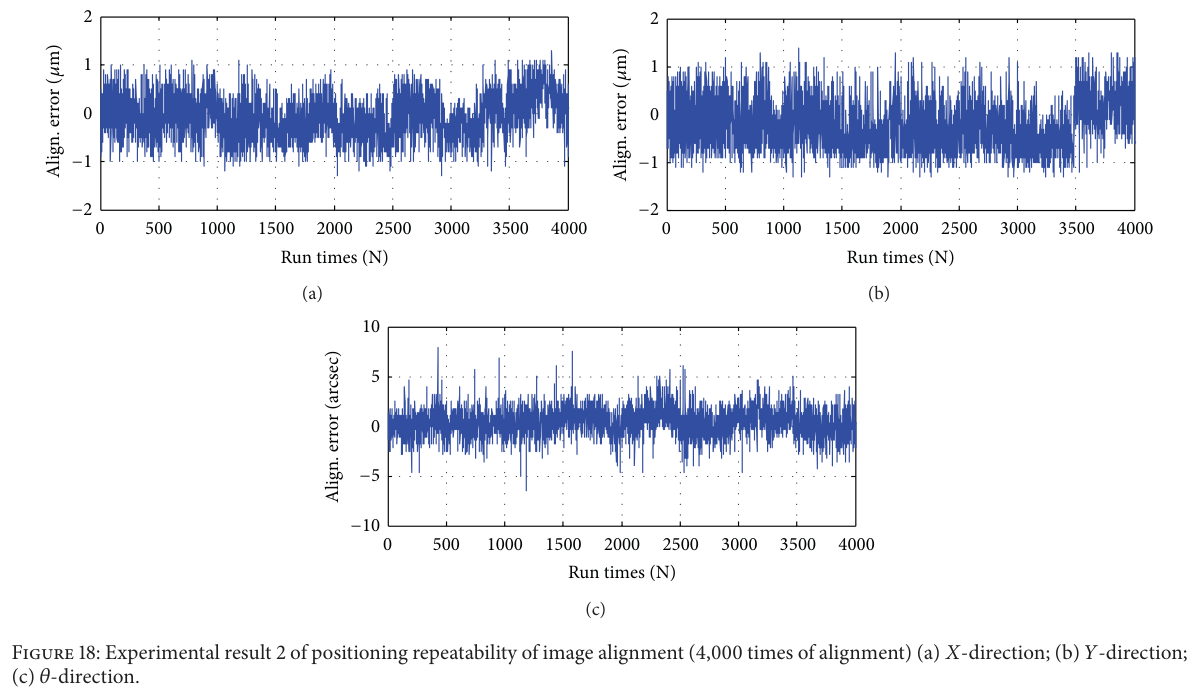 2
1
0
−1
−2
Align. error (μm)
0 500 1000 1500 2000 2500 3000 3500 4000
Run times (N)
(a)
2
1
0
−1
−2
Align. error (μm)
0 500 1000 1500 2000 2500 3000 3500 4000
Run times (N)
(b)
10
5
0
−5
−10
Align. error (arcsec)
0 500 1000 1500 2000 2500 3000 3500 4000
Run times (N)
(c)
Figure 18: Experimental result 2 of positioning repeatability of image alignment (4,000 times of alignment) (a) X-direction; (b) Y-direction;
(c) θ-direction.